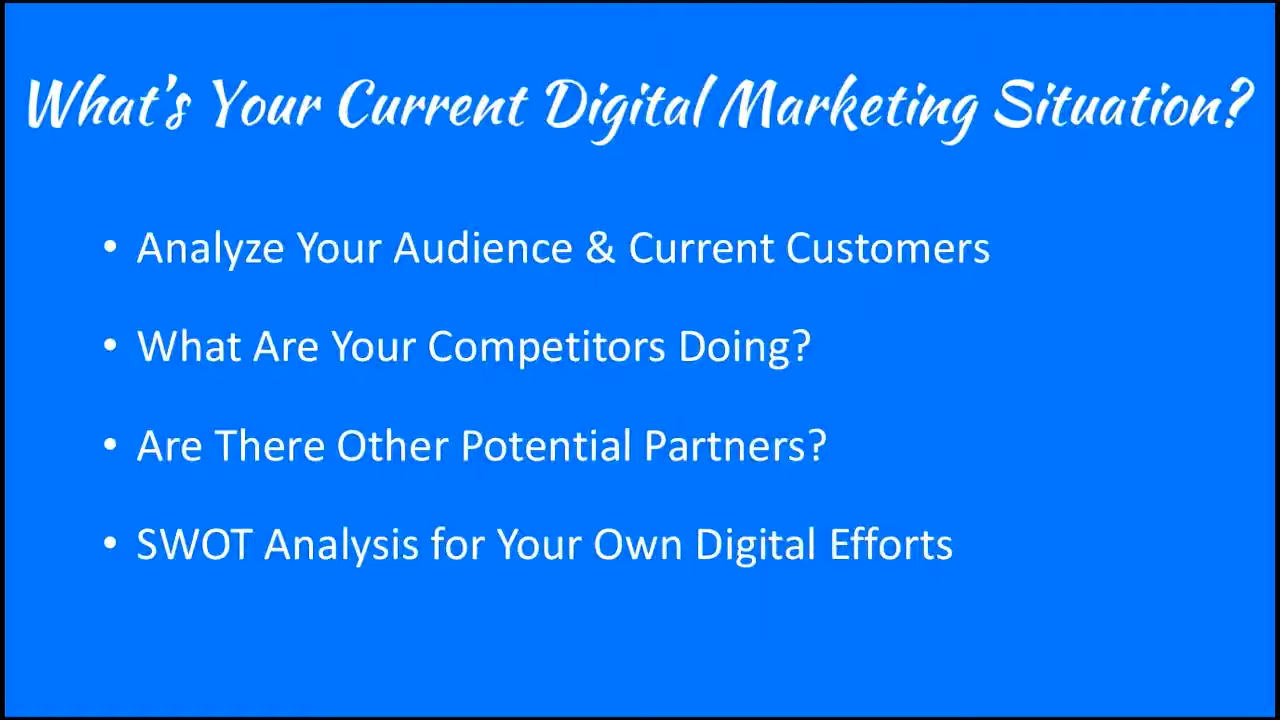 What's Your Current Digital Marketing Situation?
• Analyze Your Audience & Current Customers
• What Are Your Competitors Doing?
• Are There Other Potential Partners?
• SWOT Analysis for Your Own Digital Efforts